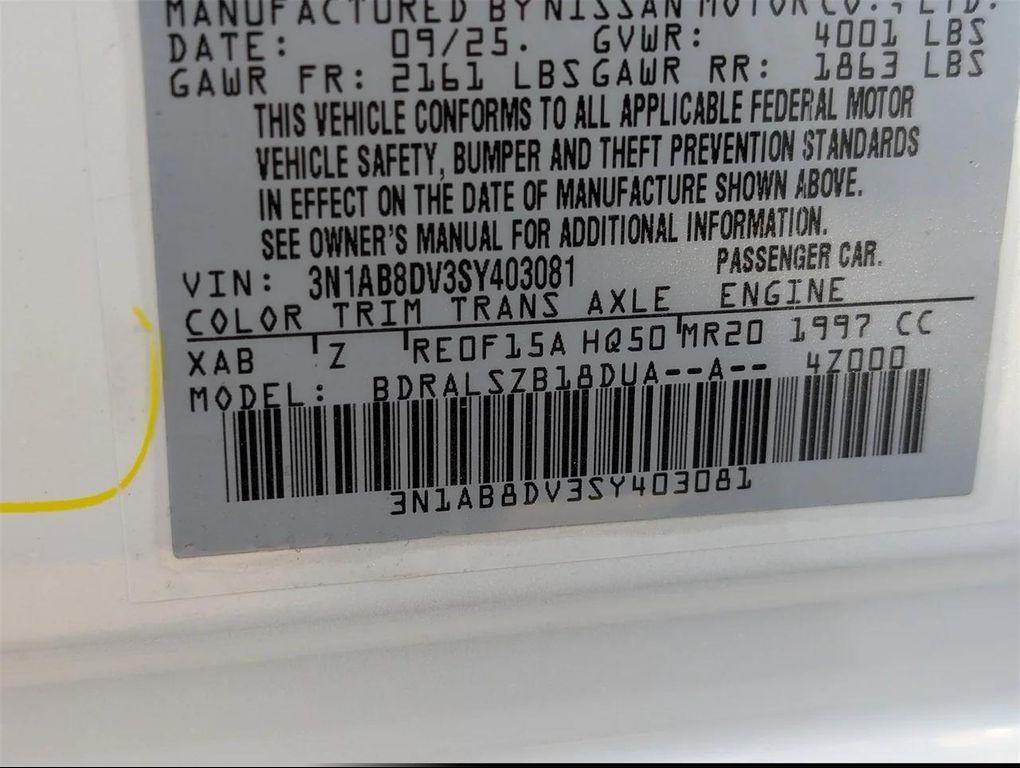 MANUFACTURED BY NISSAN MOTOR CO., LTD.
DATE: 09/25. GVWR: 4001 LBS
GAWR FR: 2161 LBS GAWR RR: 1863 LBS
THIS VEHICLE CONFORMS TO ALL APPLICABLE FEDERAL MOTOR
VEHICLE SAFETY, BUMPER AND THEFT PREVENTION STANDARDS
IN EFFECT ON THE DATE OF MANUFACTURE SHOWN ABOVE.
SEE OWNER'S MANUAL FOR ADDITIONAL INFORMATION.
VIN: 3N1AB8DV3SY403081 PASSENGER CAR.
COLOR TRIM TRANS AXLE ENGINE
XAB Z RE0F15A HQ50 MR20 1997 CC
MODEL: BDRALSZB18DUA--A-- 4Z000
3N1AB8DV3SY403081